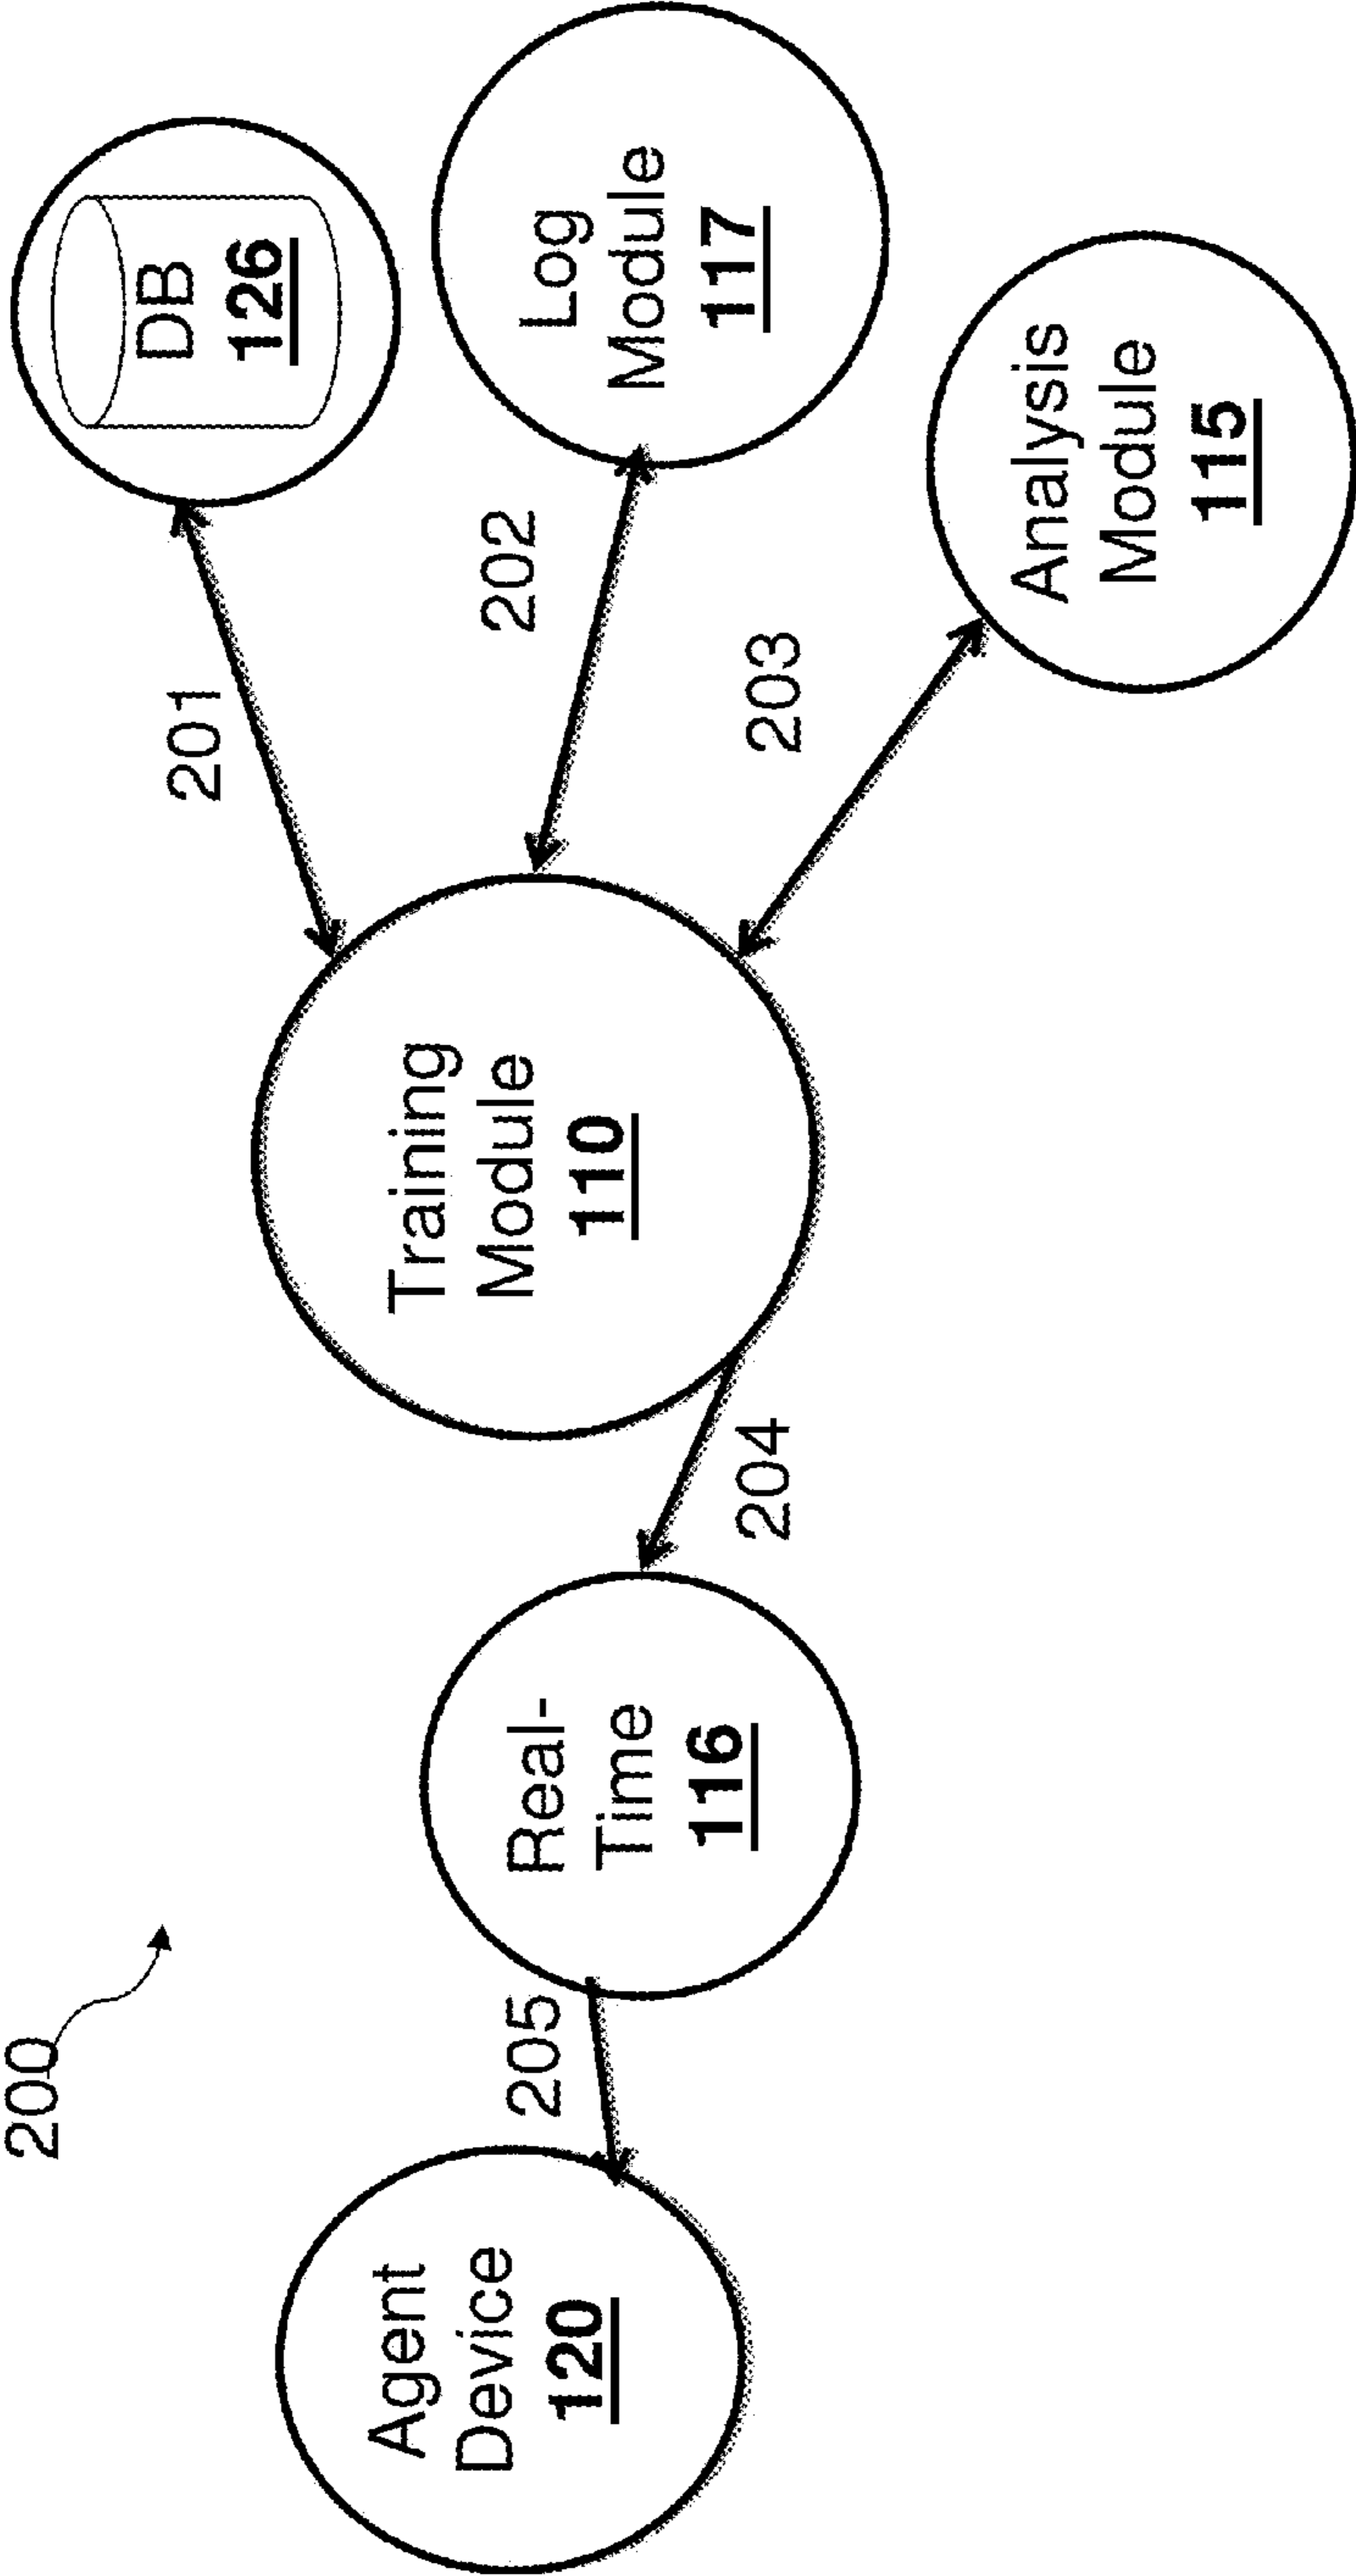 200
Agent
Device
120
205
Real-
Time
116
204
Training
Module
110
201
202
203
DB
126
Log
Module
117
Analysis
Module
115